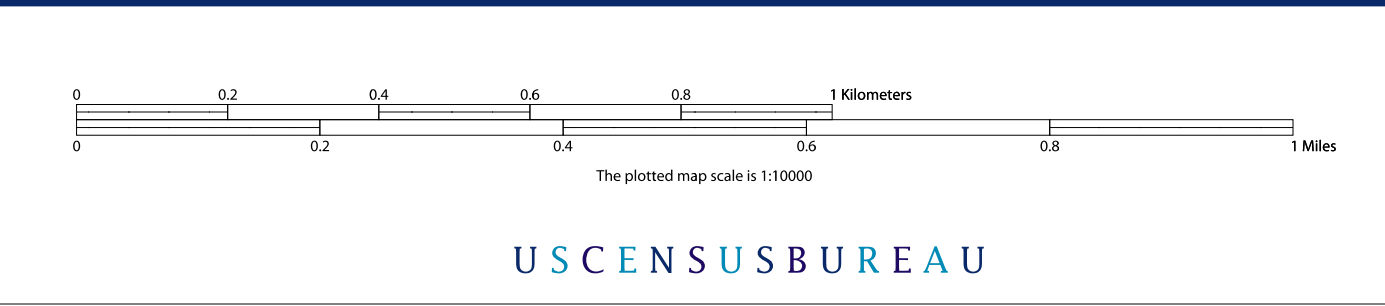 0 0.2 0.4 0.6 0.8 1 Kilometers
0 0.2 0.4 0.6 0.8 1 Miles
The plotted map scale is 1:10000
USCENSUSBUREAU